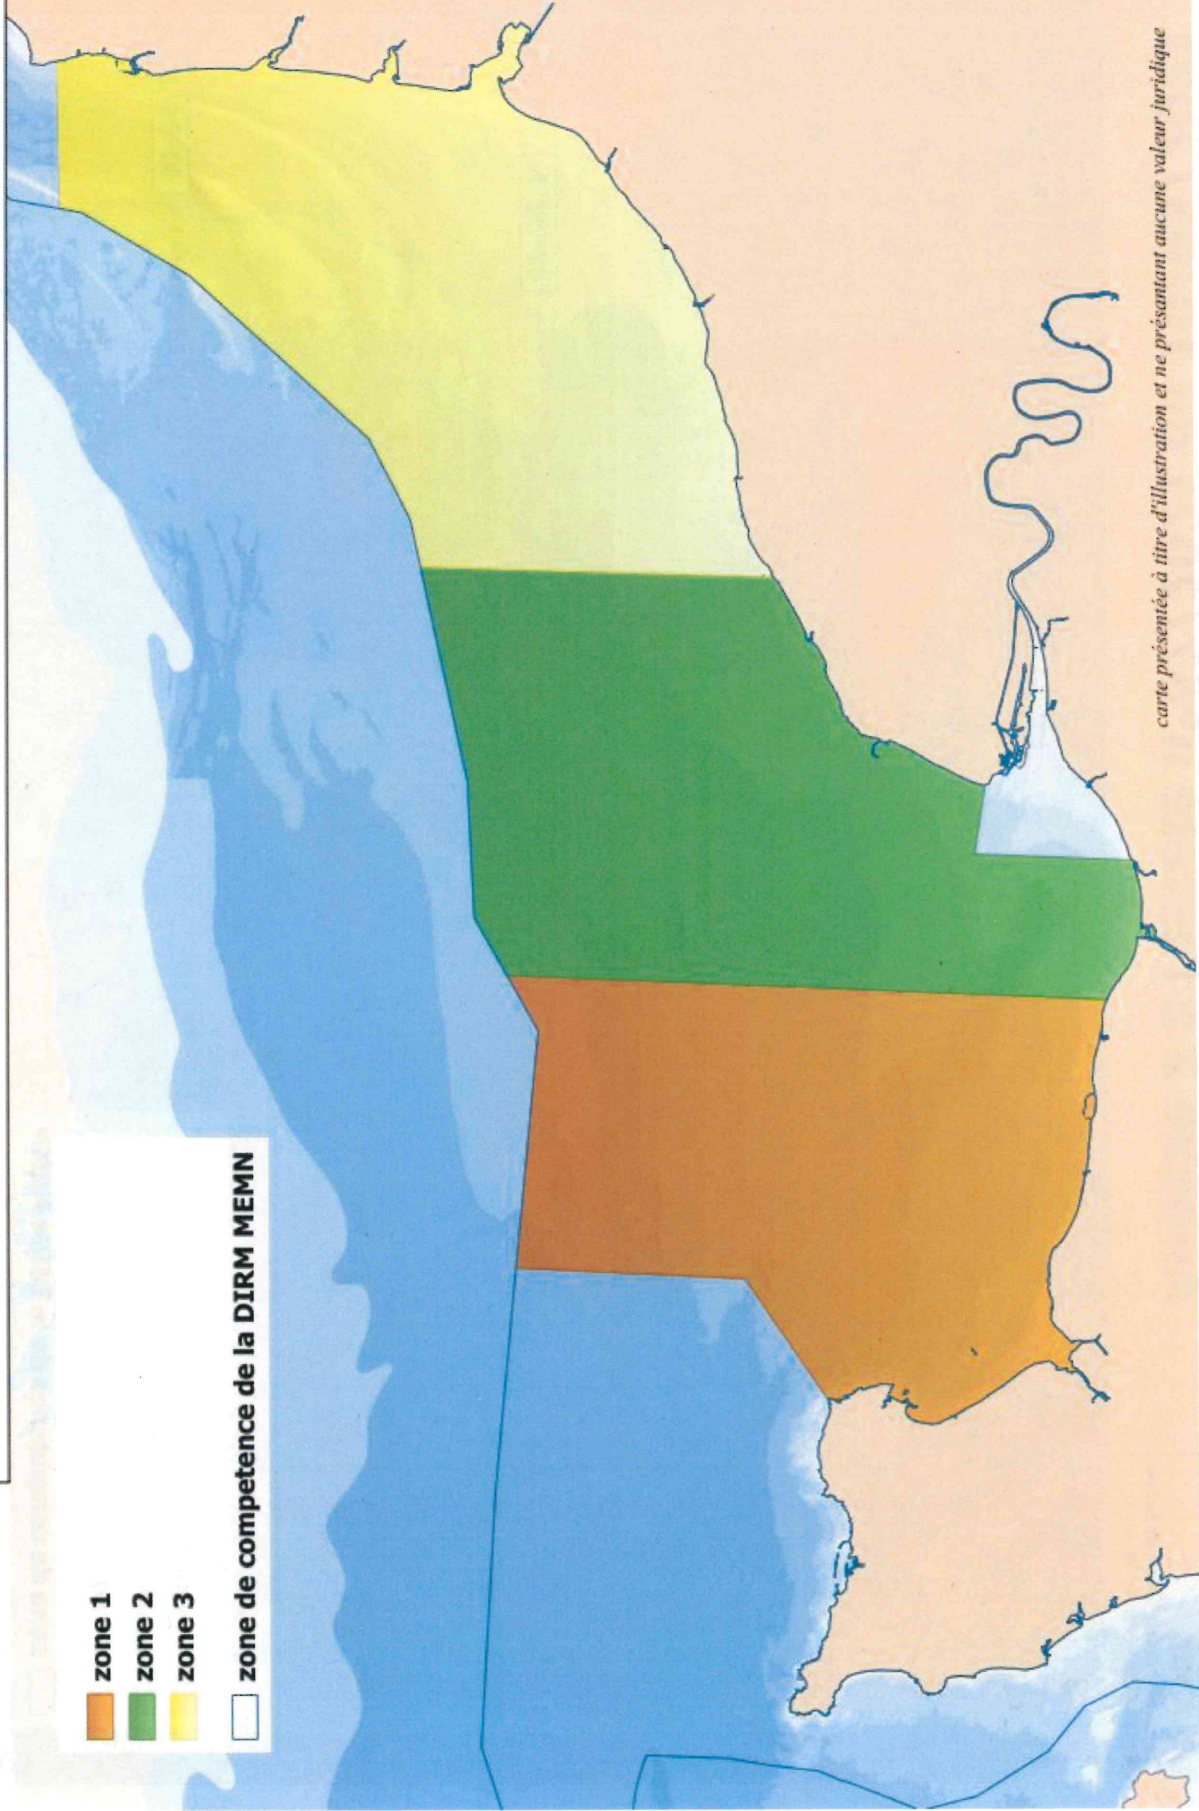 zone 1
zone 2
zone 3
zone de competence de la DIRM MEMN
carte présentée à titre d'illustration et ne présantant aucune valeur juridique